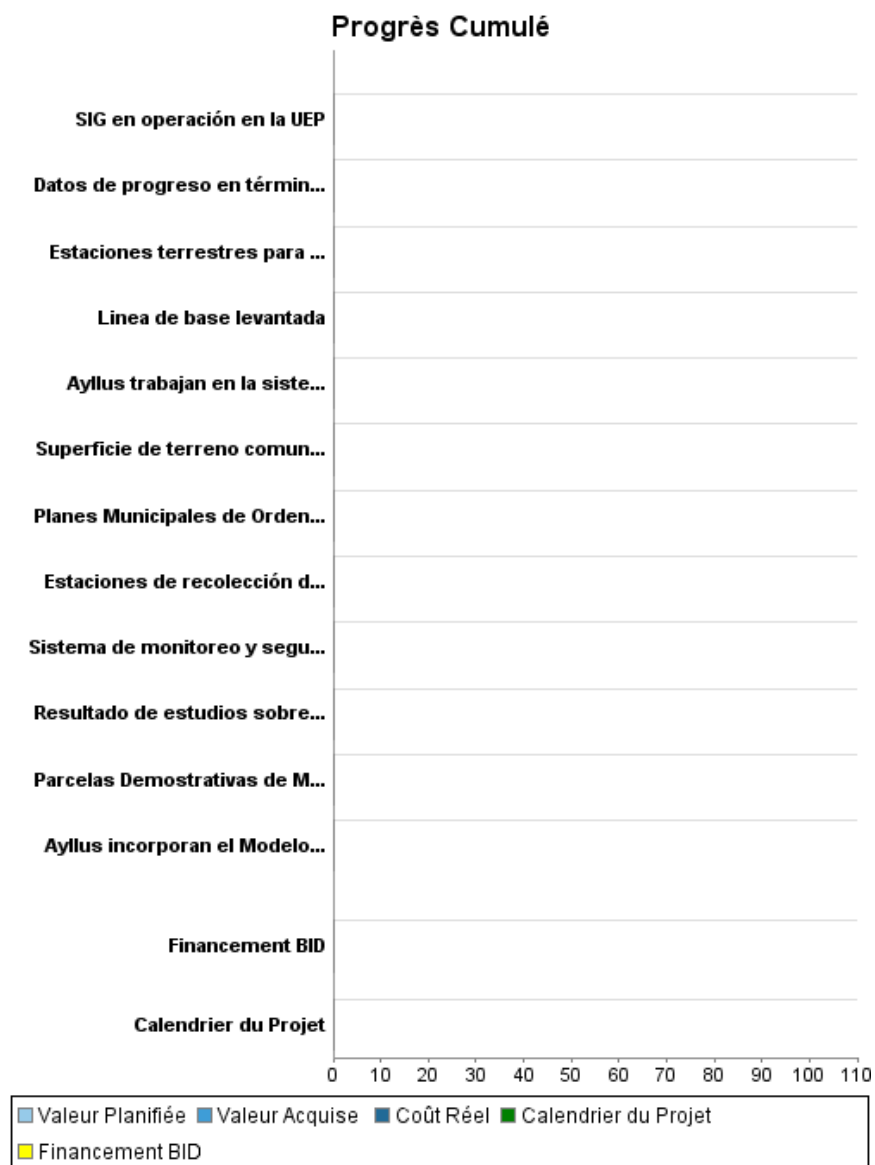 Progrès Cumulé
SIG en operación en la UEP
Datos de progreso en términ...
Estaciones terrestres para ...
Linea de base levantada
Ayllus trabajan en la siste...
Superficie de terreno comun...
Planes Municipales de Orden...
Estaciones de recolección d...
Sistema de monitoreo y segu...
Resultado de estudios sobre...
Parcelas Demostrativas de M...
Ayllus incorporan el Modelo...
Financement BID
Calendrier du Projet
0 10 20 30 40 50 60 70 80 90 100 110
Valeur Planifiée Valeur Acquise Coût Réel Calendrier du Projet
Financement BID